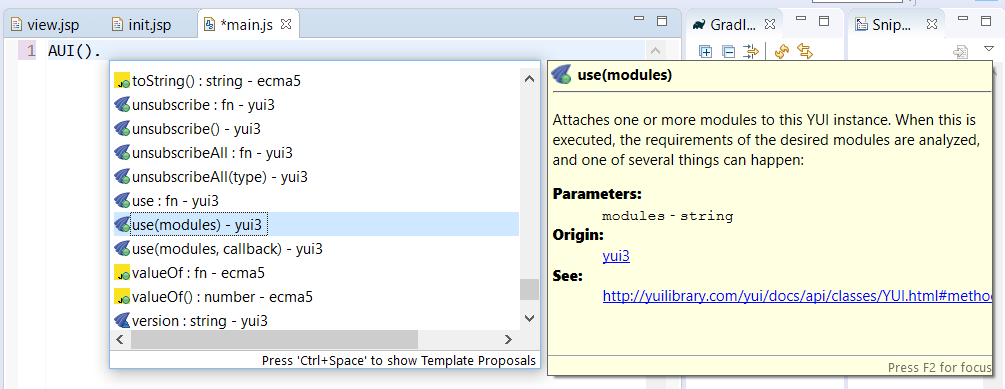 view.jsp
init.jsp
*main.js
Gradl...
Snip...
1 AUI().
toString() : string - ecma5
unsubscribe : fn - yui3
unsubscribe() - yui3
unsubscribeAll : fn - yui3
unsubscribeAll(type) - yui3
use : fn - yui3
use(modules) - yui3
use(modules, callback) - yui3
valueOf : fn - ecma5
valueOf() : number - ecma5
version : string - yui3
Press 'Ctrl+Space' to show Template Proposals
use(modules)
Attaches one or more modules to this YUI instance. When this is
executed, the requirements of the desired modules are analyzed,
and one of several things can happen:
Parameters:
modules - string
Origin:
yui3
See:
http://yuilibrary.com/yui/docs/api/classes/YUI.html#metho
Press F2 for focus